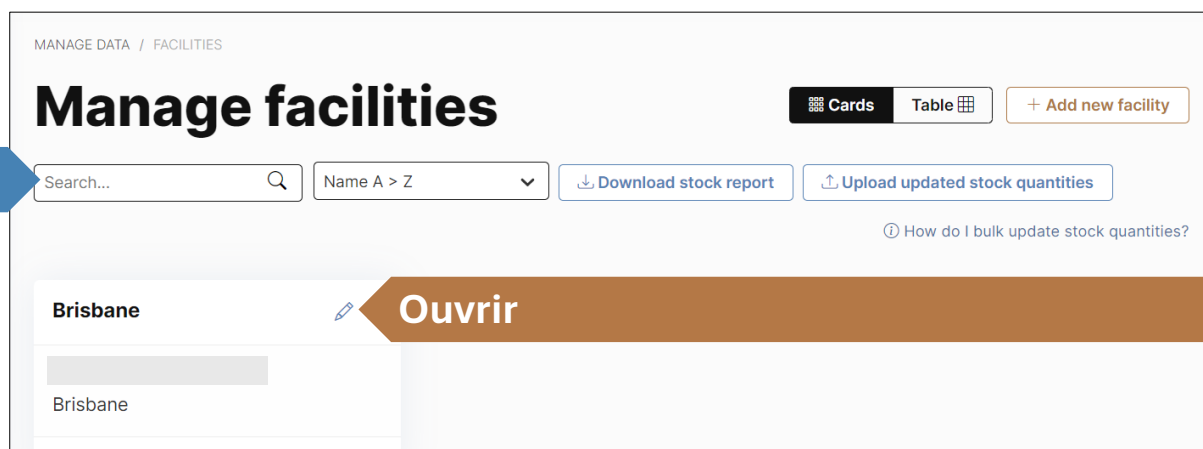 MANAGE DATA / FACILITIES
Manage facilities
Cards Table + Add new facility
Search... Name A > Z Download stock report Upload updated stock quantities
How do I bulk update stock quantities?
Brisbane Ouvrir
Brisbane